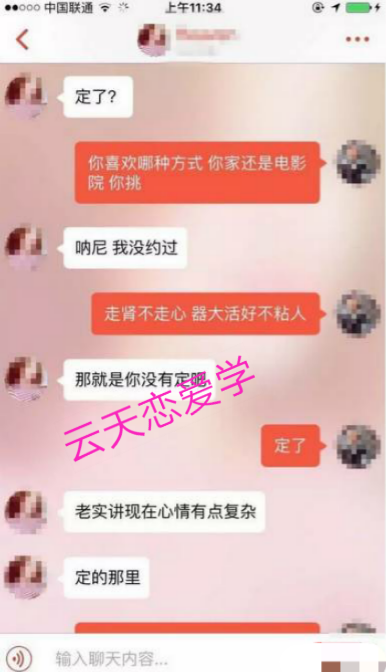 中国联通
上午11:34
定了?
你喜欢哪种方式 你家还是电影
院 你挑
呐尼 我没约过
走肾不走心 器大活好不粘人
那就是你没有定吧
云天恋爱学
定了
老实讲现在心情有点复杂
定的那里
输入聊天内容...